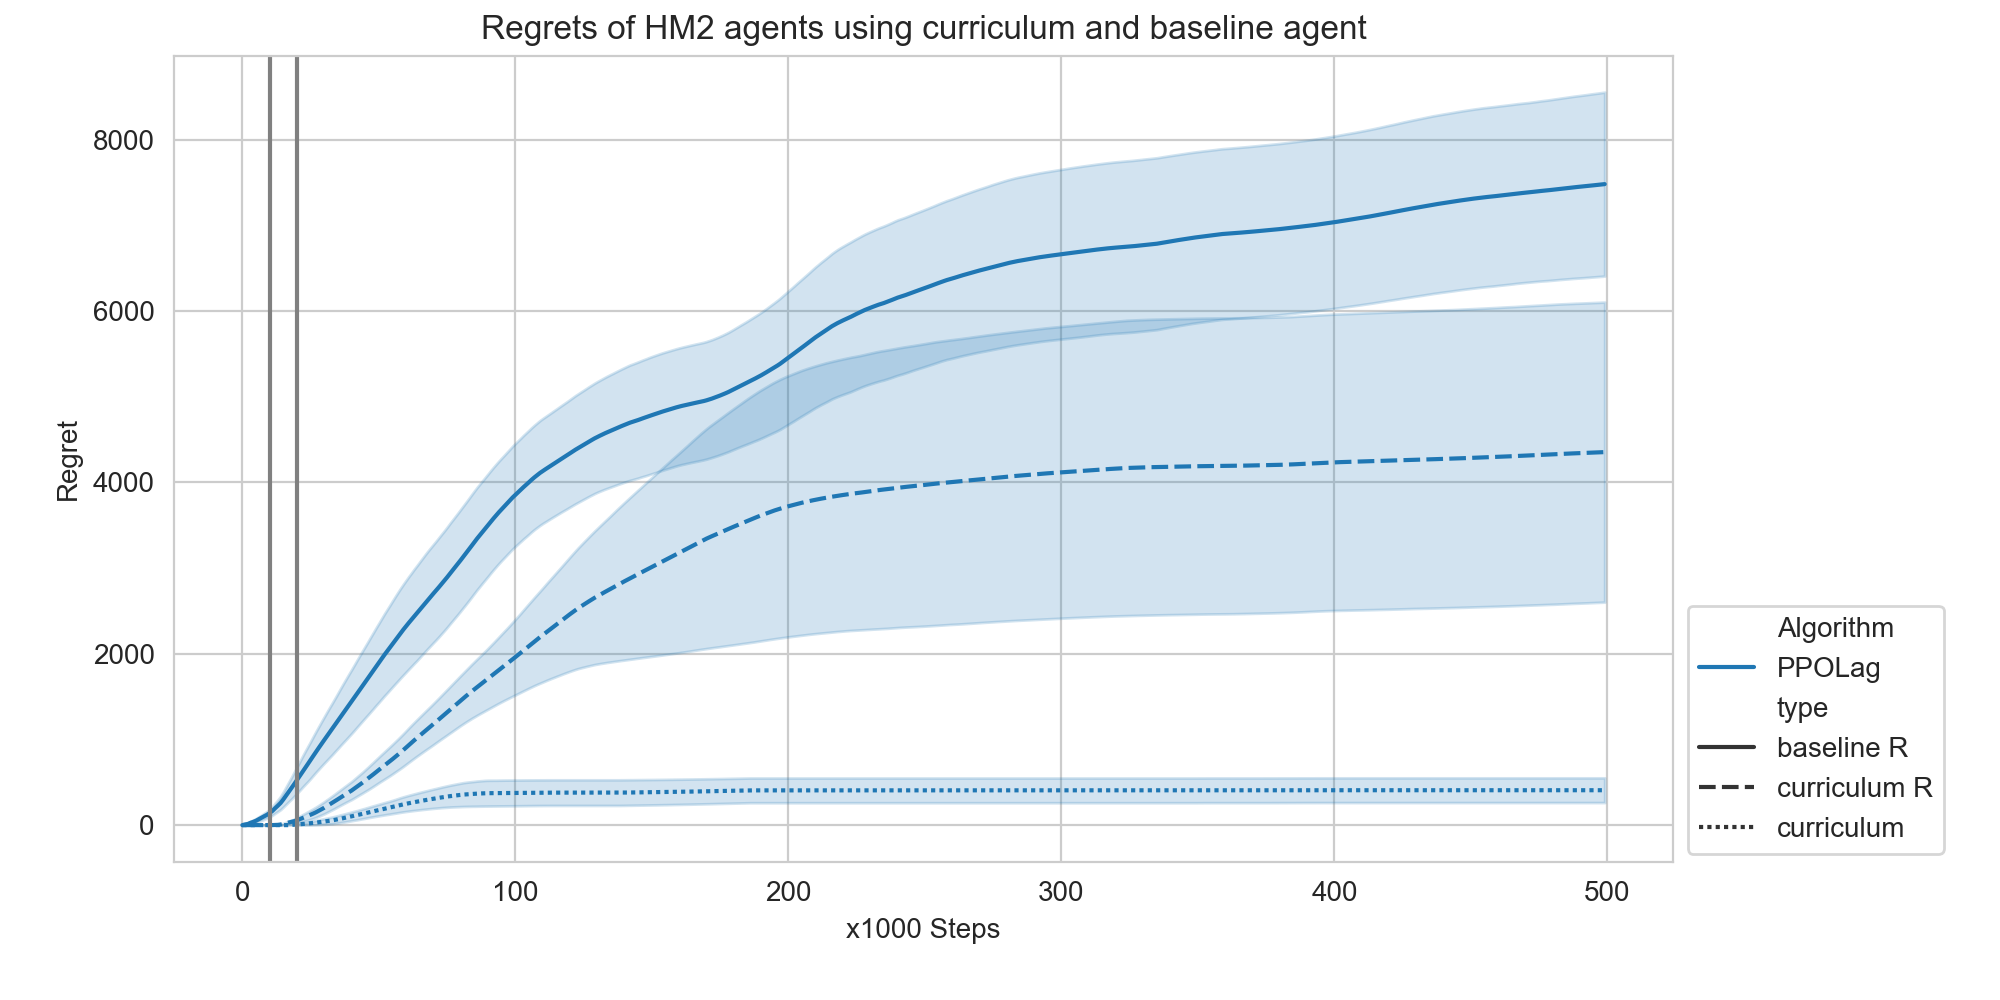 Regrets of HM2 agents using curriculum and baseline agent
8000
6000
4000
2000
0
Regret
0 100 200 300 400 500
x1000 Steps
Algorithm
PPOLag
type
baseline R
curriculum R
curriculum